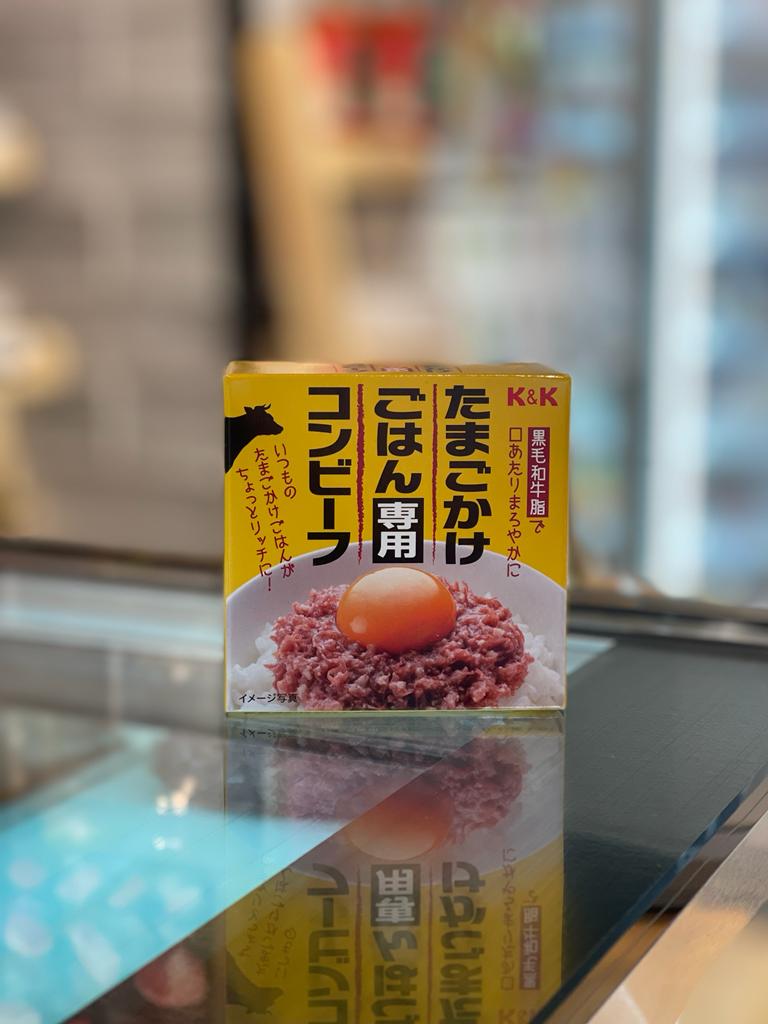 K&K
黒毛和牛脂で
口あたりまろやかに
たまごかけ
ごはん専用
コンビーフ
いつもの
たまごかけごはんが
ちょっとリッチに!
イメージ写真